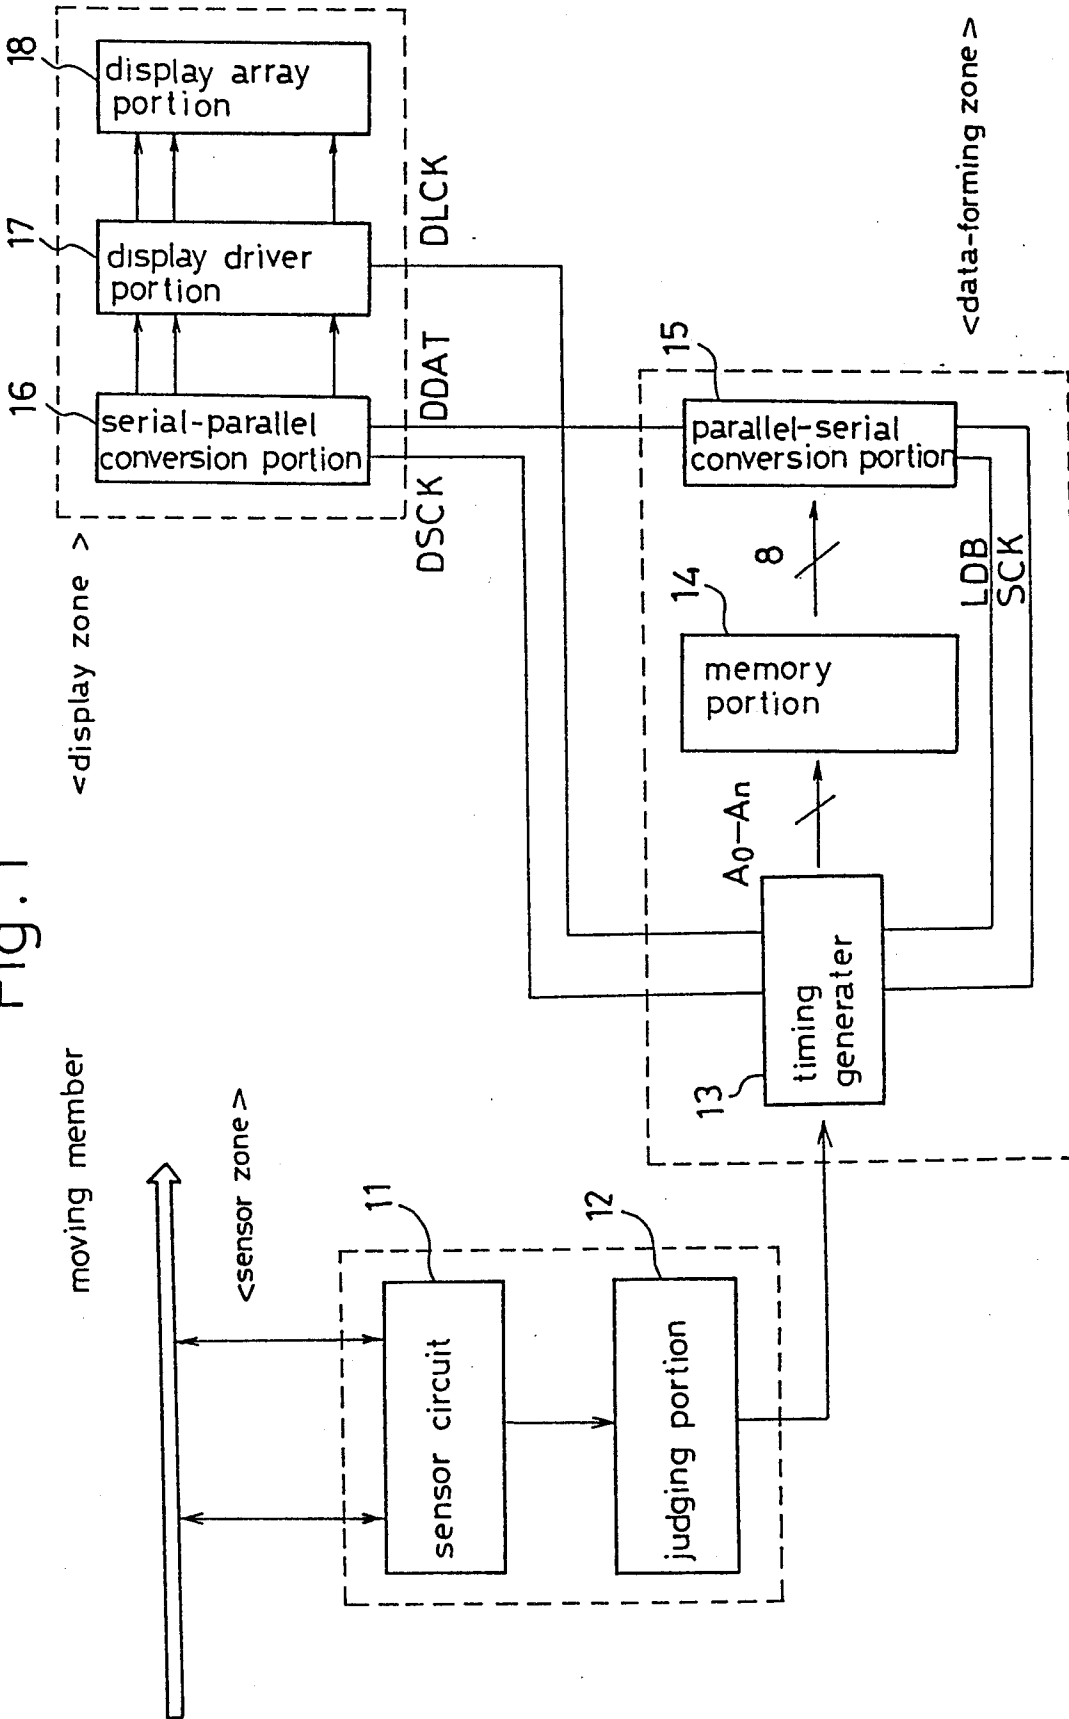 Fig. 1
moving member
<sensor zone>
11
sensor circuit
12
judging portion
<display zone >
16
serial-parallel
conversion portion
17
display driver
portion
18
display array
portion
DSCK
DDAT
DLCK
13
timing
generater
A0-An
14
memory
portion
8
15
parallel-serial
conversion portion
LDB
SCK
<data-forming zone>